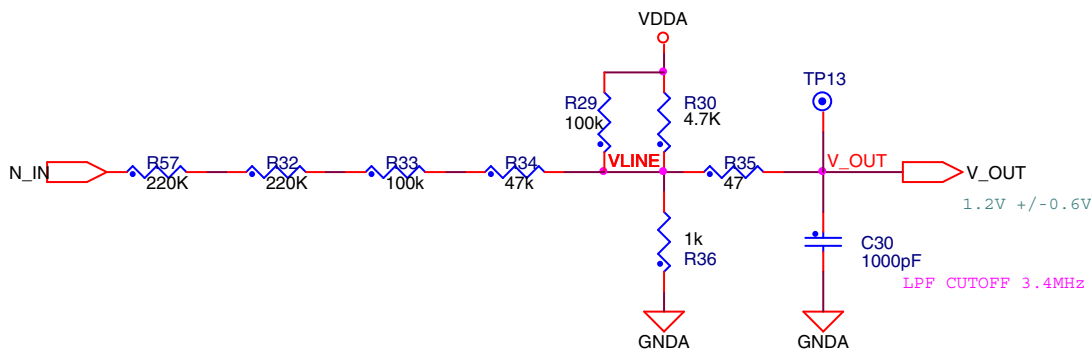 VDDA
TP13
R29
100k
R30
4.7K
N_IN
R57
220K
R32
220K
R33
100k
R34
47k
VLINE
R35
47
V_OUT
V_OUT
1.2V +/-0.6V
1k
R36
C30
1000pF
LPF CUTOFF 3.4MHz
GNDA
GNDA